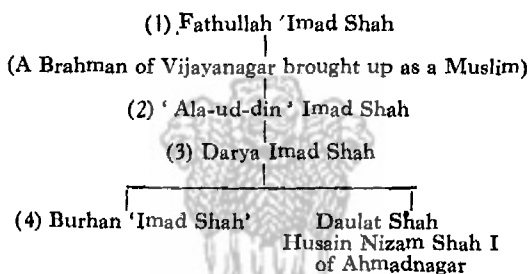 (1) Fathullah 'Imad Shah
(A Brahman of Vijayanagar brought up as a Muslim)
(2) ‘ Ala-ud-din’ Imad Shah
(3) Darya Imad Shah
(4) Burhan ‘Imad Shah’ Daulat Shah
Husain Nizam Shah I
of Ahmadnagar